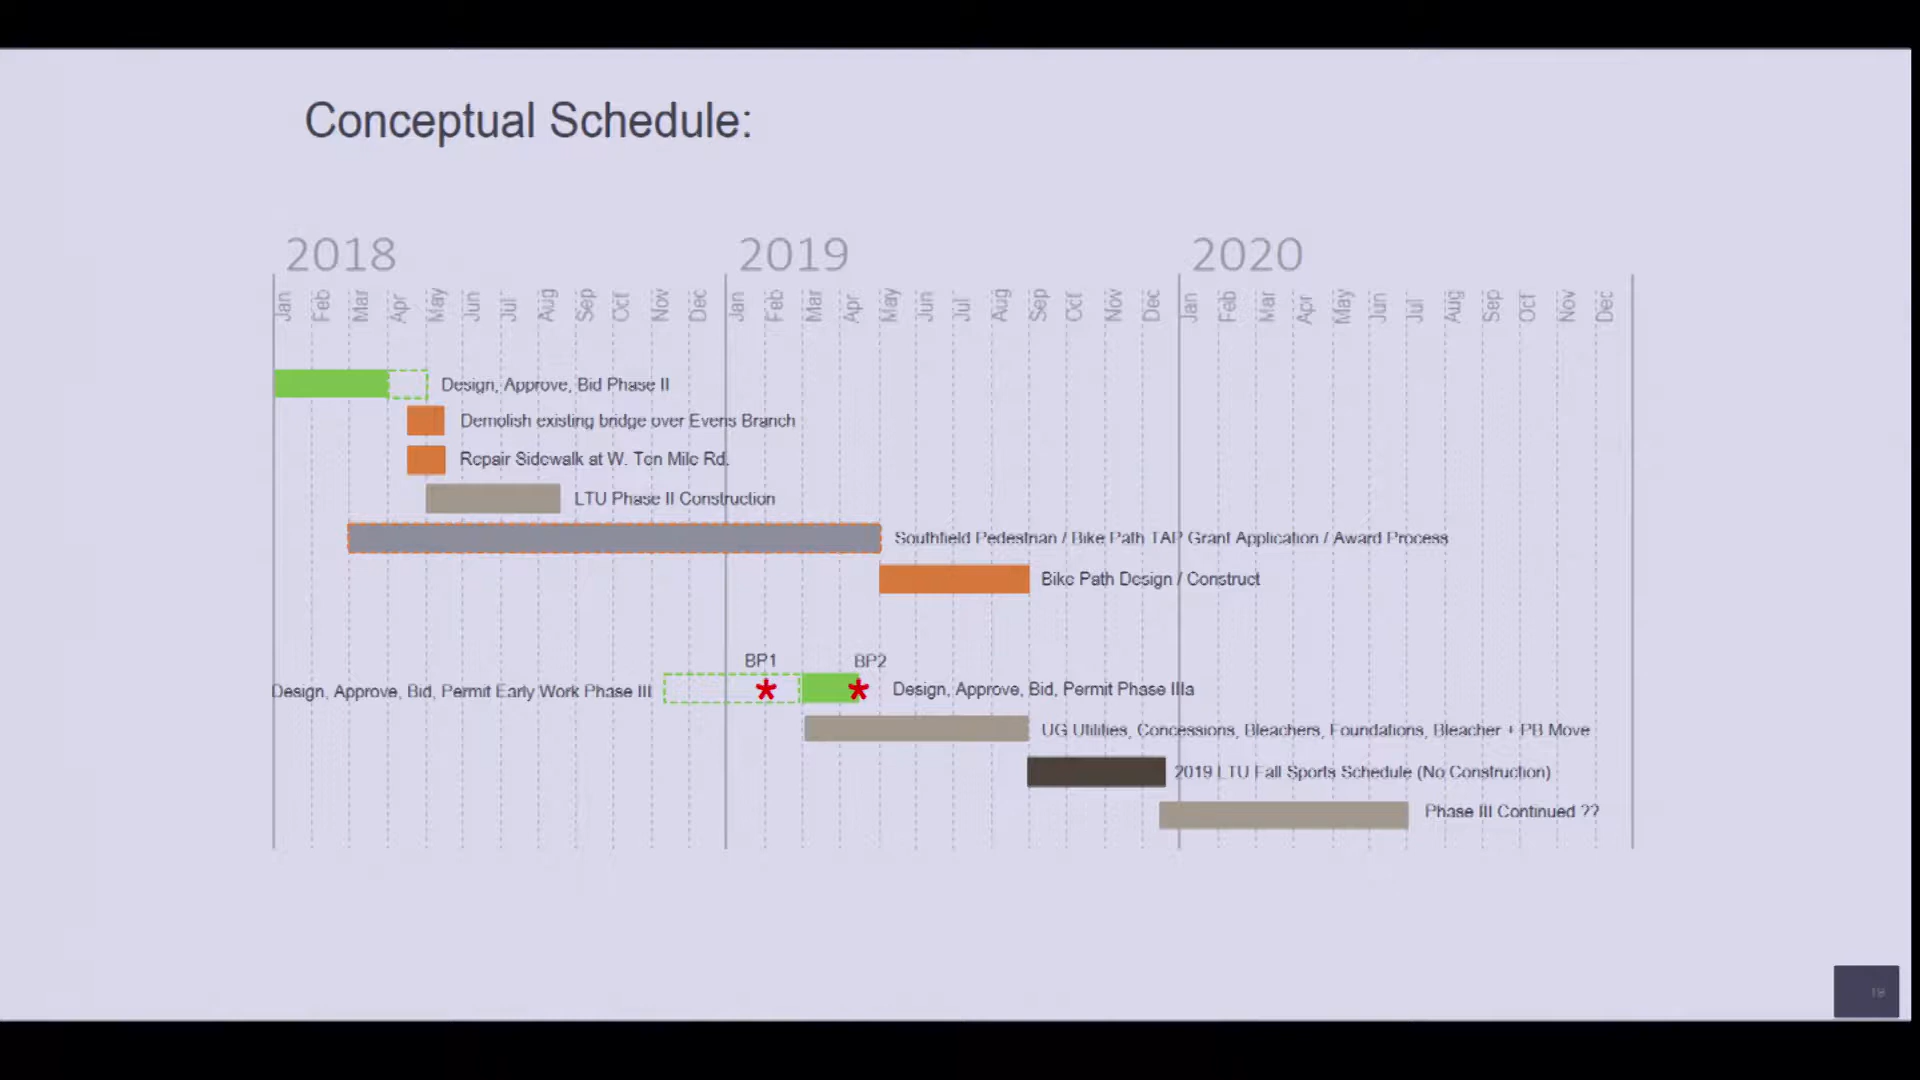 Conceptual Schedule:
2018 2019 2020
Jan Feb Mar Apr May Jun Jul Aug Sep Oct Nov Dec Jan Feb Mar Apr May Jun Jul Aug Sep Oct Nov Dec Jan Feb Mar Apr May Jun Jul Aug Sep Oct Nov Dec
Design, Approve, Bid Phase II
Demolish existing bridge over Evens Branch
Repair Sidewalk at W. Ten Mile Rd.
LTU Phase II Construction
Southfield Pedestrian / Bike Path TAP Grant Application / Award Process
Bike Path Design / Construct
BP1 BP2
Design, Approve, Bid, Permit Early Work Phase III * * Design, Approve, Bid, Permit Phase IIIa
UG Utilities, Concessions, Bleachers, Foundations, Bleacher + PB Move
2019 LTU Fall Sports Schedule (No Construction)
Phase III Continued ??
19